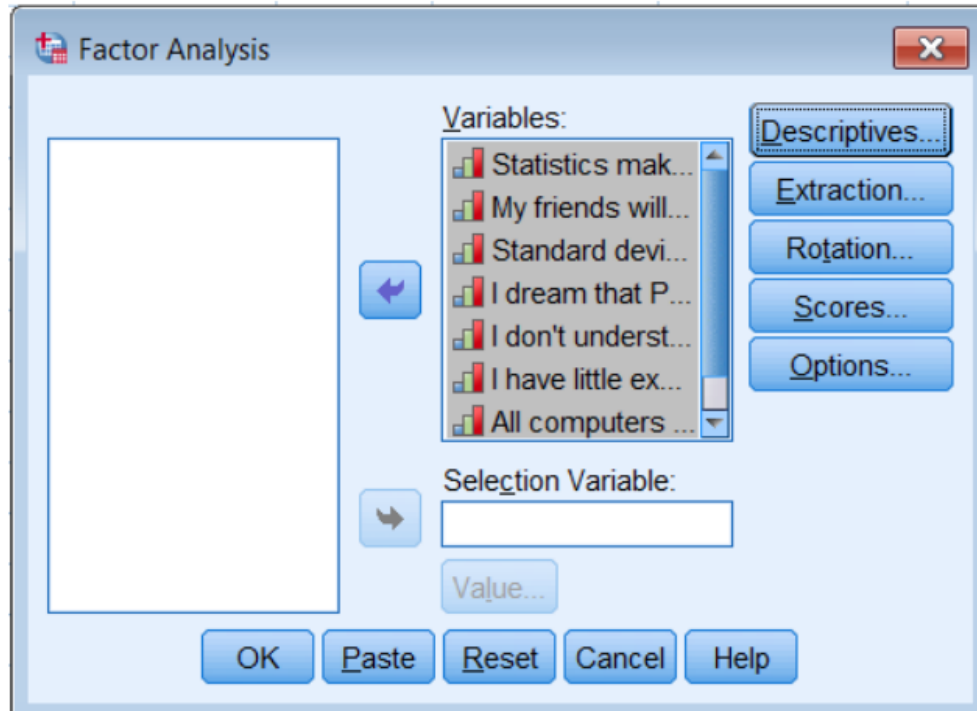 Factor Analysis
Variables:
Statistics mak...
My friends will...
Standard devi...
I dream that P...
I don't underst...
I have little ex...
All computers ...
Selection Variable:
Value...
Descriptives...
Extraction...
Rotation...
Scores...
Options...
OK Paste Reset Cancel Help